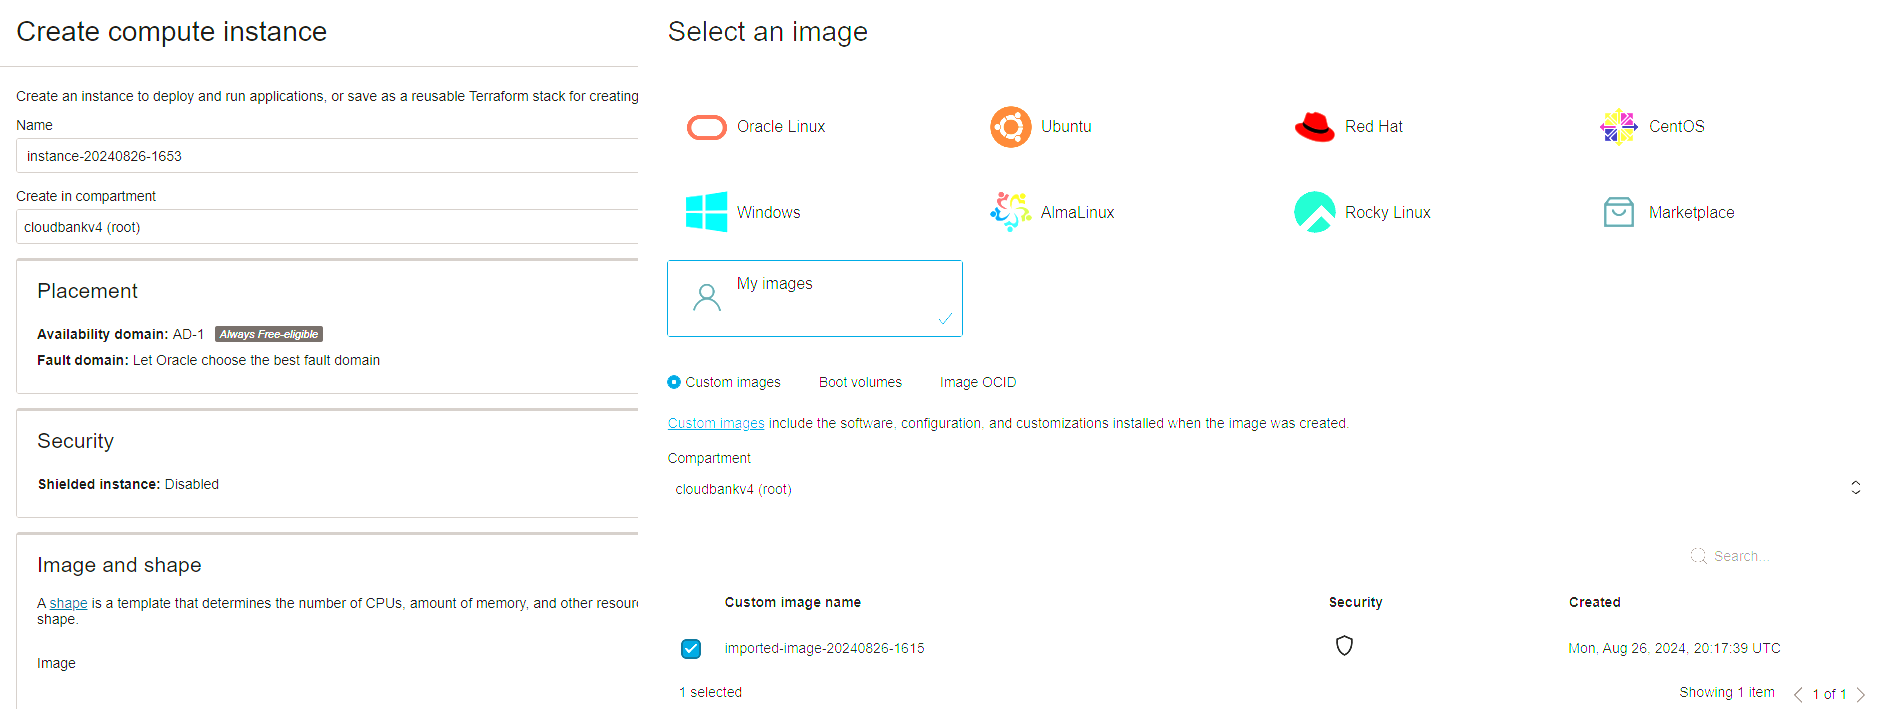 Create compute instance
Create an instance to deploy and run applications, or save as a reusable Terraform stack for creating
Name
instance-20240826-1653
Create in compartment
cloudbankv4 (root)
Placement
Availability domain: AD-1 Always Free-eligible
Fault domain: Let Oracle choose the best fault domain
Security
Shielded instance: Disabled
Image and shape
A shape is a template that determines the number of CPUs, amount of memory, and other resour
shape.
Image
Select an image
Oracle Linux
Ubuntu
Red Hat
CentOS
Windows
AlmaLinux
Rocky Linux
Marketplace
My images
Custom images Boot volumes Image OCID
Custom images include the software, configuration, and customizations installed when the image was created.
Compartment
cloudbankv4 (root)
Search...
Custom image name Security Created
imported-image-20240826-1615 Mon, Aug 26, 2024, 20:17:39 UTC
1 selected
Showing 1 item 1 of 1